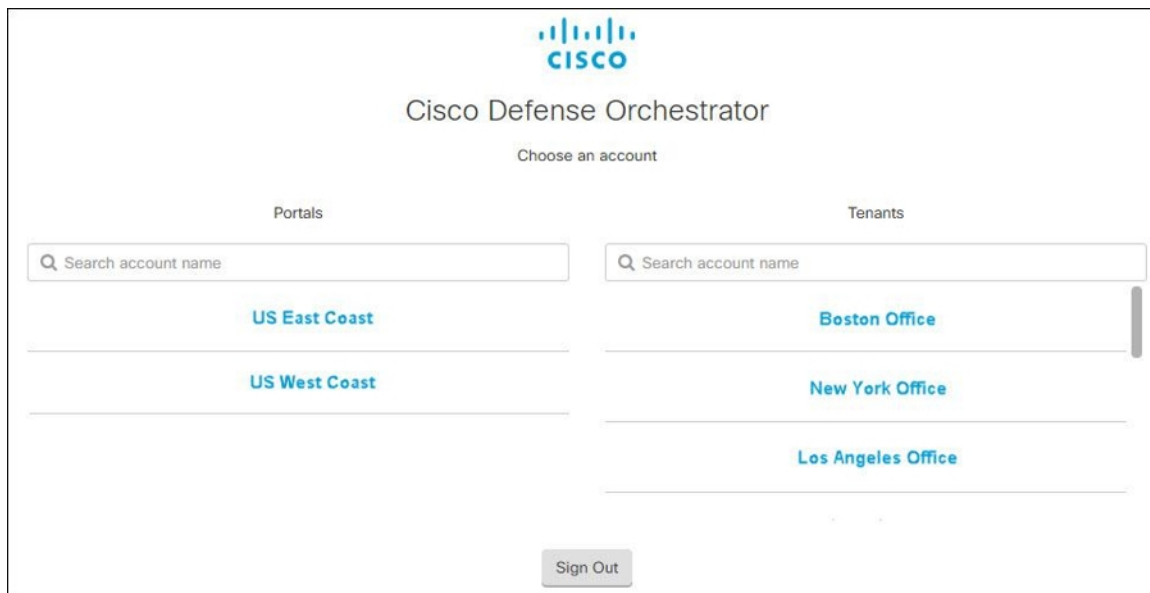 CISCO
Cisco Defense Orchestrator
Choose an account
Portals
Search account name
US East Coast
US West Coast
Tenants
Search account name
Boston Office
New York Office
Los Angeles Office
Sign Out